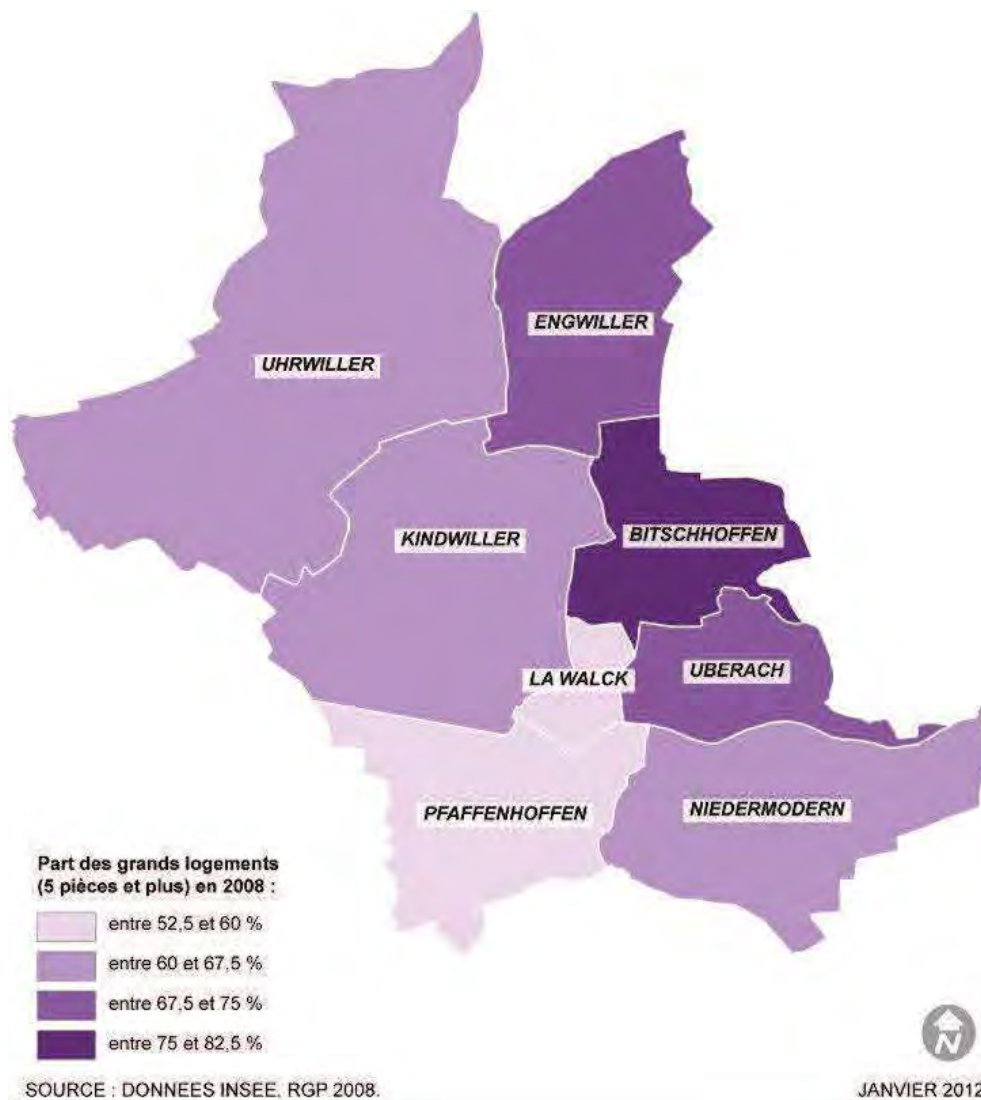 ENGWILLER
UHRWILLER
KINDWILLER
BITSCHHOFFEN
LA WALCK
UBERACH
PFAFFENHOFFEN
NIEDERMODERN
Part des grands logements
(5 pièces et plus) en 2008 :
entre 52,5 et 60 %
entre 60 et 67,5 %
entre 67,5 et 75 %
entre 75 et 82,5 %
N
SOURCE : DONNEES INSEE, RGP 2008.
JANVIER 2012